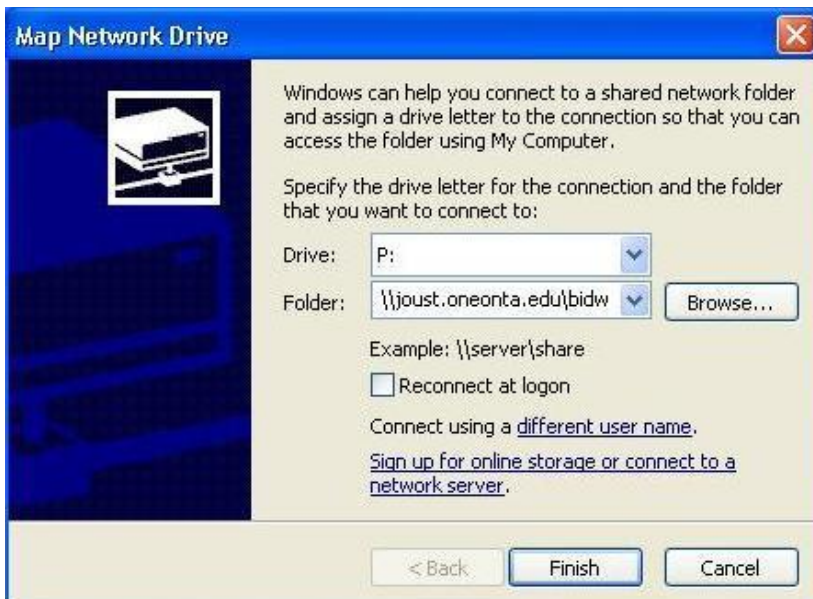 Map Network Drive
Windows can help you connect to a shared network folder
and assign a drive letter to the connection so that you can
access the folder using My Computer.
Specify the drive letter for the connection and the folder
that you want to connect to:
Drive: P:
Folder: \\joust.oneonta.edu\bidw Browse...
Example: \\server\share
Reconnect at logon
Connect using a different user name.
Sign up for online storage or connect to a
network server.
< Back Finish Cancel